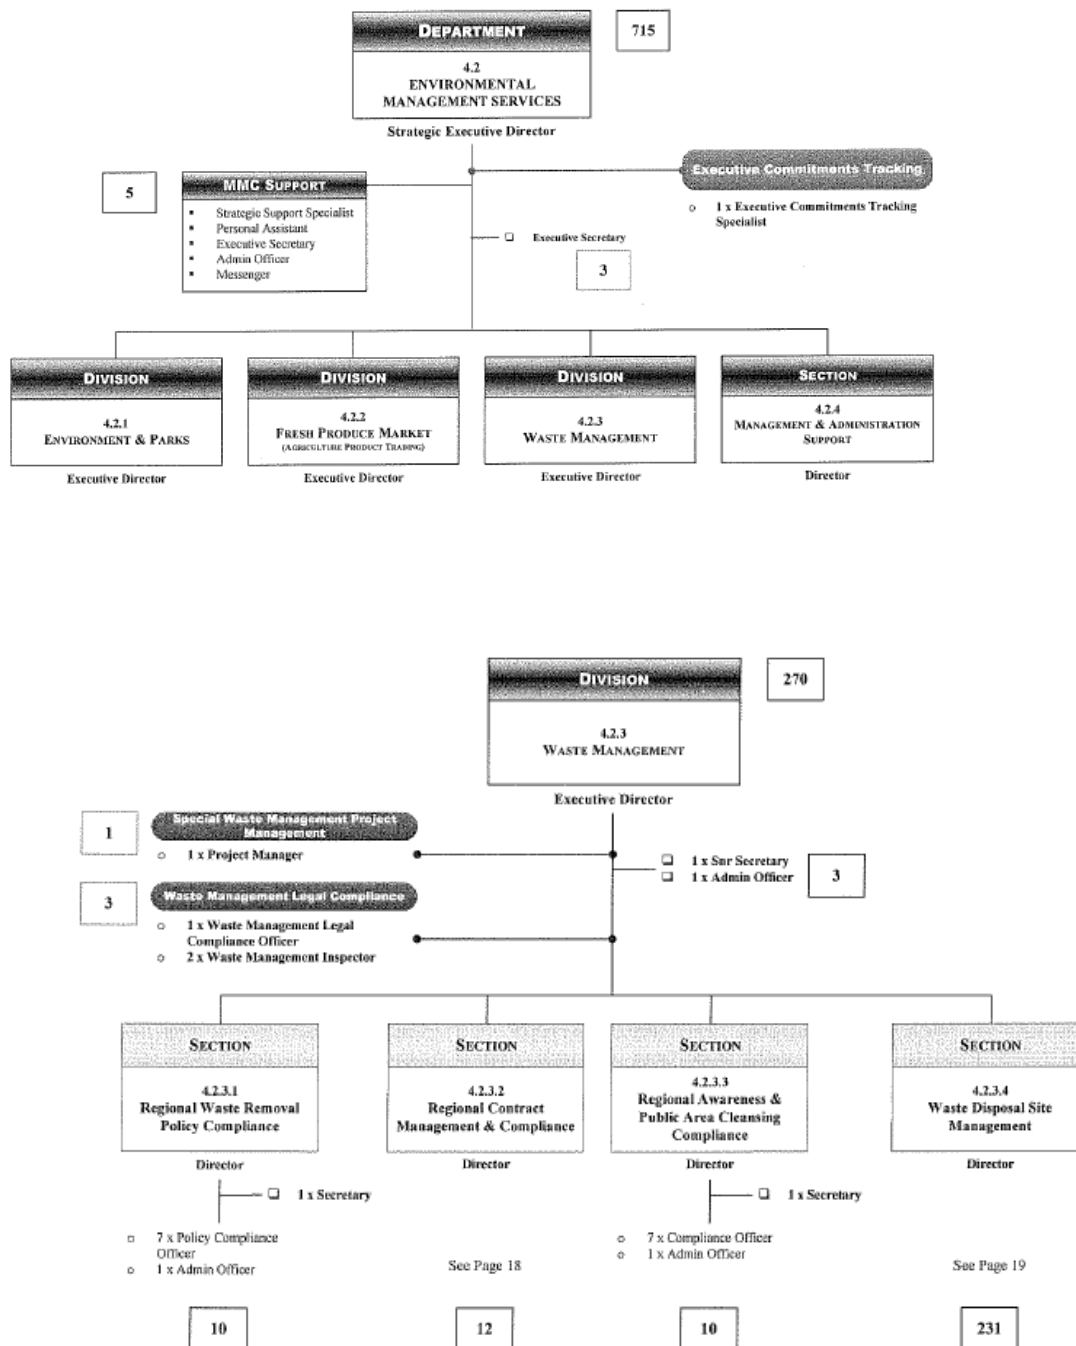 DEPARTMENT
715
4.2
ENVIRONMENTAL
MANAGEMENT SERVICES
Strategic Executive Director
5
MMC SUPPORT
▪ Strategic Support Specialist
▪ Personal Assistant
▪ Executive Secretary
▪ Admin Officer
▪ Messenger
Executive Commitments Tracking
o 1 x Executive Commitments Tracking
Specialist
❑ Executive Secretary
3
DIVISION
4.2.1
ENVIRONMENT & PARKS
Executive Director
DIVISION
4.2.2
FRESH PRODUCE MARKET
(AGRICULTURE PRODUCT TRADING)
Executive Director
DIVISION
4.2.3
WASTE MANAGEMENT
Executive Director
SECTION
4.2.4
MANAGEMENT & ADMINISTRATION
SUPPORT
Director
DIVISION
270
4.2.3
WASTE MANAGEMENT
Executive Director
1
Special Waste Management Project
Management
o 1 x Project Manager
❑ 1 x Snr Secretary
❑ 1 x Admin Officer
3
3
Waste Management Legal Compliance
o 1 x Waste Management Legal
Compliance Officer
o 2 x Waste Management Inspector
SECTION
4.2.3.1
Regional Waste Removal
Policy Compliance
Director
❑ 1 x Secretary
o 7 x Policy Compliance
Officer
o 1 x Admin Officer
10
SECTION
4.2.3.2
Regional Contract
Management & Compliance
Director
See Page 18
12
SECTION
4.2.3.3
Regional Awareness &
Public Area Cleansing
Compliance
Director
❑ 1 x Secretary
o 7 x Compliance Officer
o 1 x Admin Officer
10
SECTION
4.2.3.4
Waste Disposal Site
Management
Director
See Page 19
231